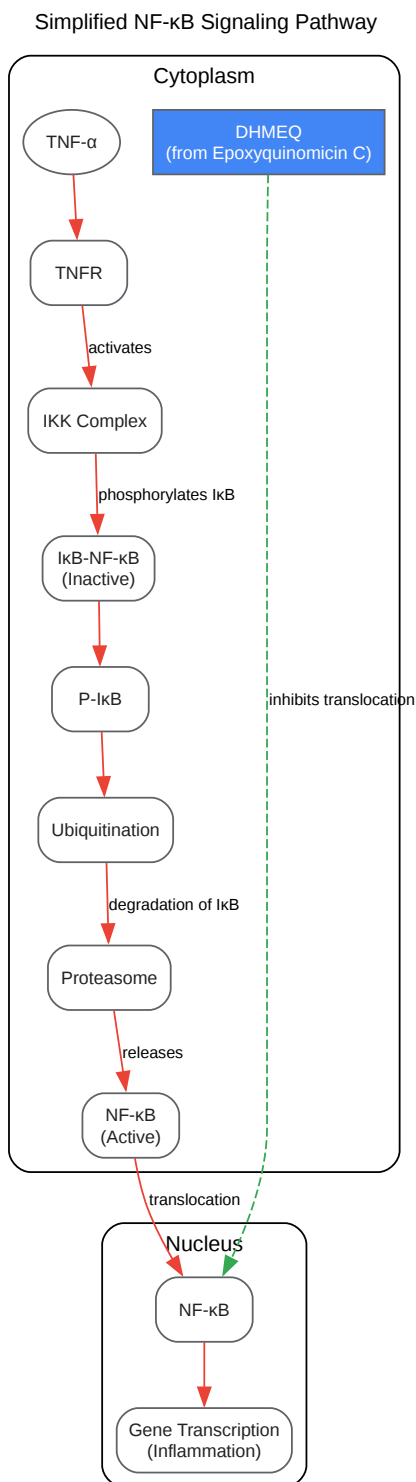 Simplified NF-κB Signaling Pathway
Cytoplasm
TNF-α
DHMEQ
(from Epoxyquinomicin C)
TNFR
activates
IKK Complex
phosphorylates IκB
IκB-NF-κB
(Inactive)
P-IκB
inhibits translocation
Ubiquitination
degradation of IκB
Proteasome
releases
NF-κB
(Active)
translocation
Nucleus
NF-κB
Gene Transcription
(Inflammation)